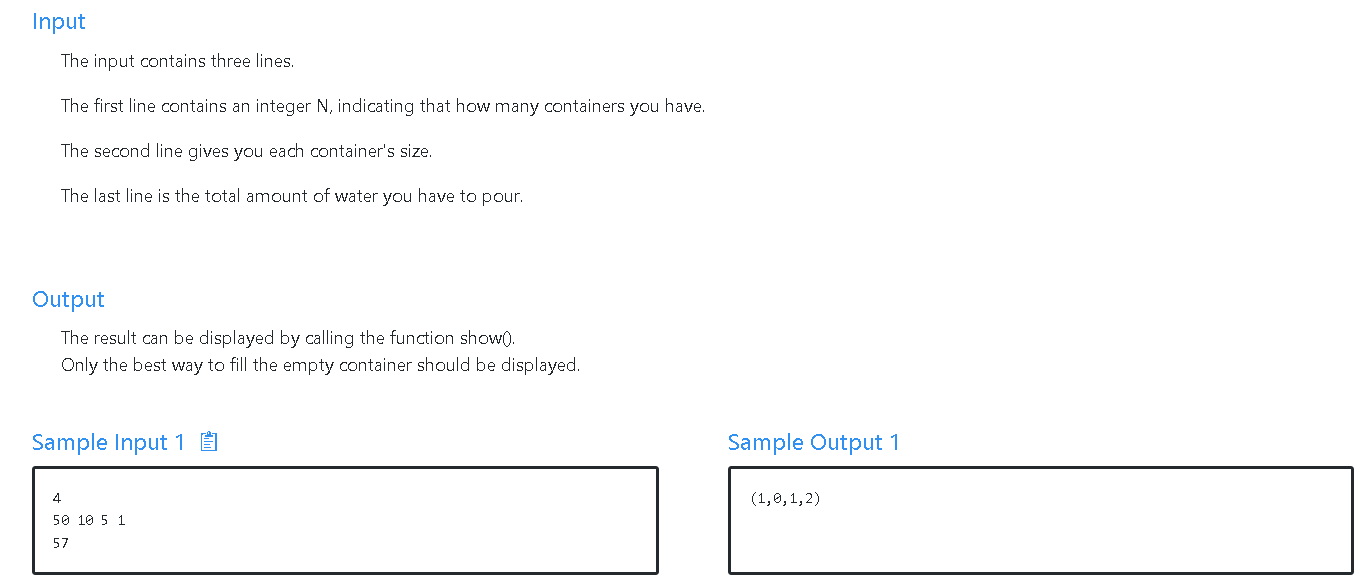 Input
The input contains three lines.
The first line contains an integer N, indicating that how many containers you have.
The second line gives you each container's size.
The last line is the total amount of water you have to pour.
Output
The result can be displayed by calling the function show().
Only the best way to fill the empty container should be displayed.
Sample Input 1
4
50 10 5 1
57
Sample Output 1
(1,0,1,2)